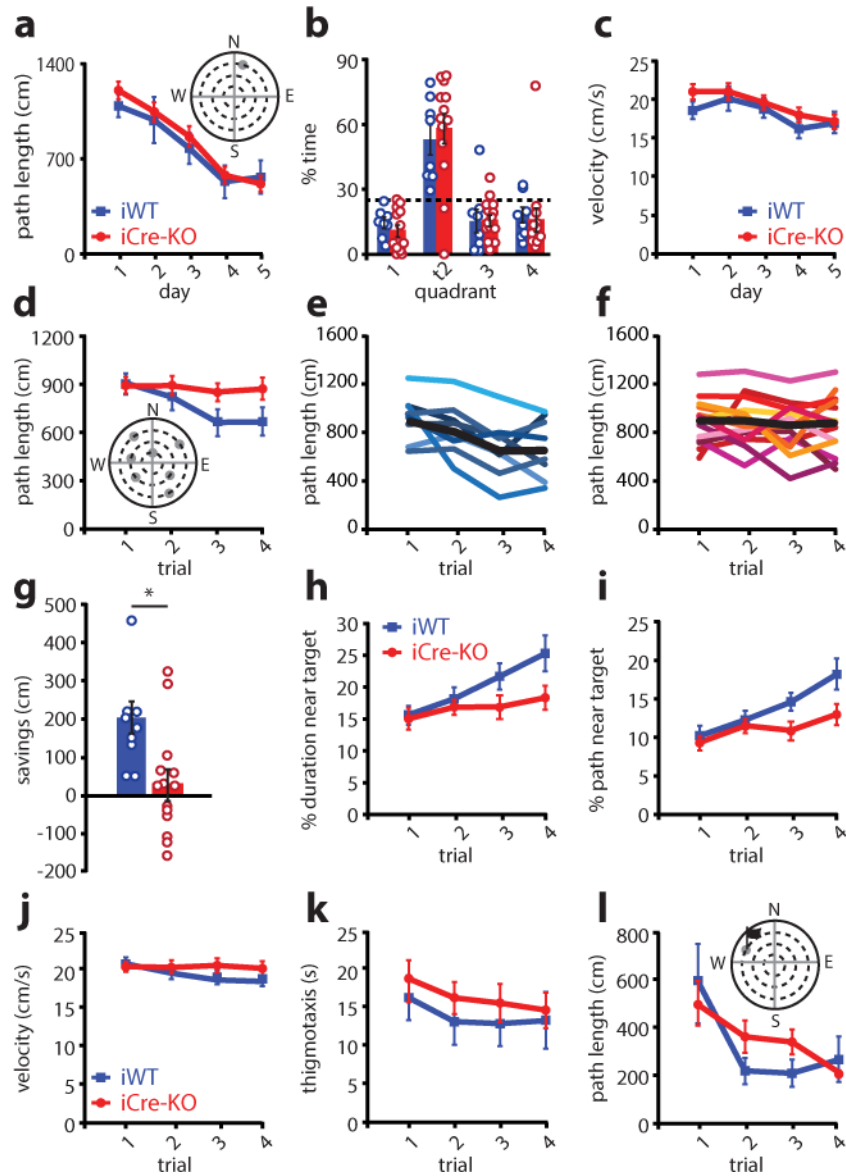 a
N
W
E
S
1400
700
0
path length (cm)
iWT
iCre-KO
1
2
3
4
5
day
b
90
60
30
0
% time
1
t2
3
4
quadrant
c
25
20
15
10
5
0
velocity (cm/s)
iWT
iCre-KO
1
2
3
4
5
day
d
1200
900
600
300
0
path length (cm)
N
W
E
S
1
2
3
4
trial
e
1600
1200
800
400
0
path length (cm)
1
2
3
4
trial
f
1600
1200
800
400
0
path length (cm)
1
2
3
4
trial
g
500
400
300
200
100
0
-100
-200
savings (cm)
*
h
30
25
20
15
10
5
0
% duration near target
iWT
iCre-KO
1
2
3
4
trial
i
25
20
15
10
5
0
% path near target
1
2
3
4
trial
j
25
20
15
10
5
0
velocity (cm/s)
iWT
iCre-KO
1
2
3
4
trial
k
25
20
15
10
5
0
thigmotaxis (s)
1
2
3
4
trial
l
N
W
E
S
800
600
400
200
0
path length (cm)
1
2
3
4
trial